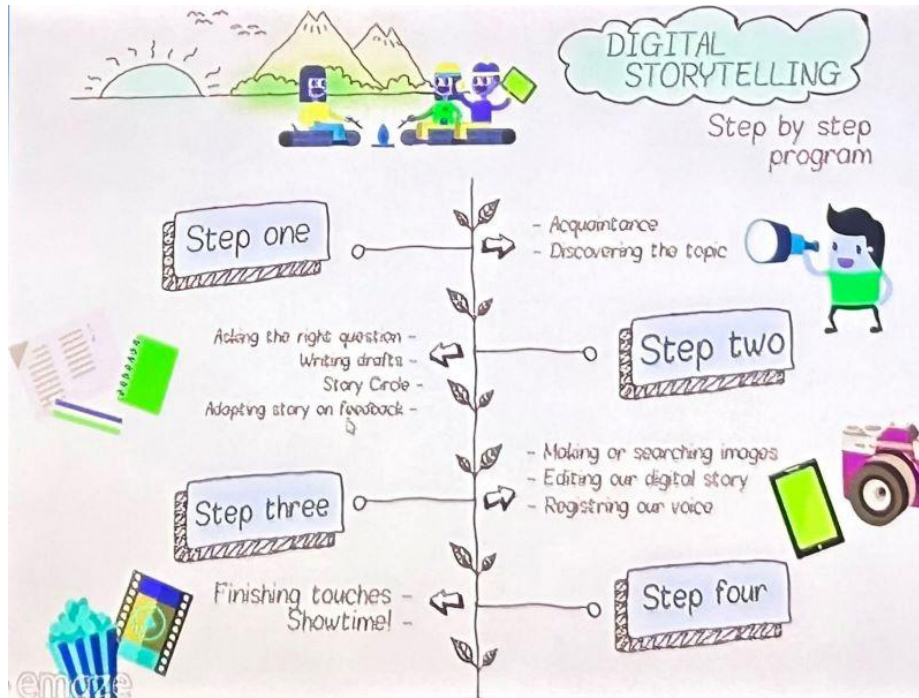 DIGITAL
STORYTELLING
Step by step
program
Step one
- Acquaintance
- Discovering the topic
Step two
Asking the right question -
Writing drafts -
Story Circle -
Adapting story on feedback -
Step three
- Making or searching images
- Editing our digital story
- Registring our voice
Step four
Finishing touches -
Showtime! -
emaze